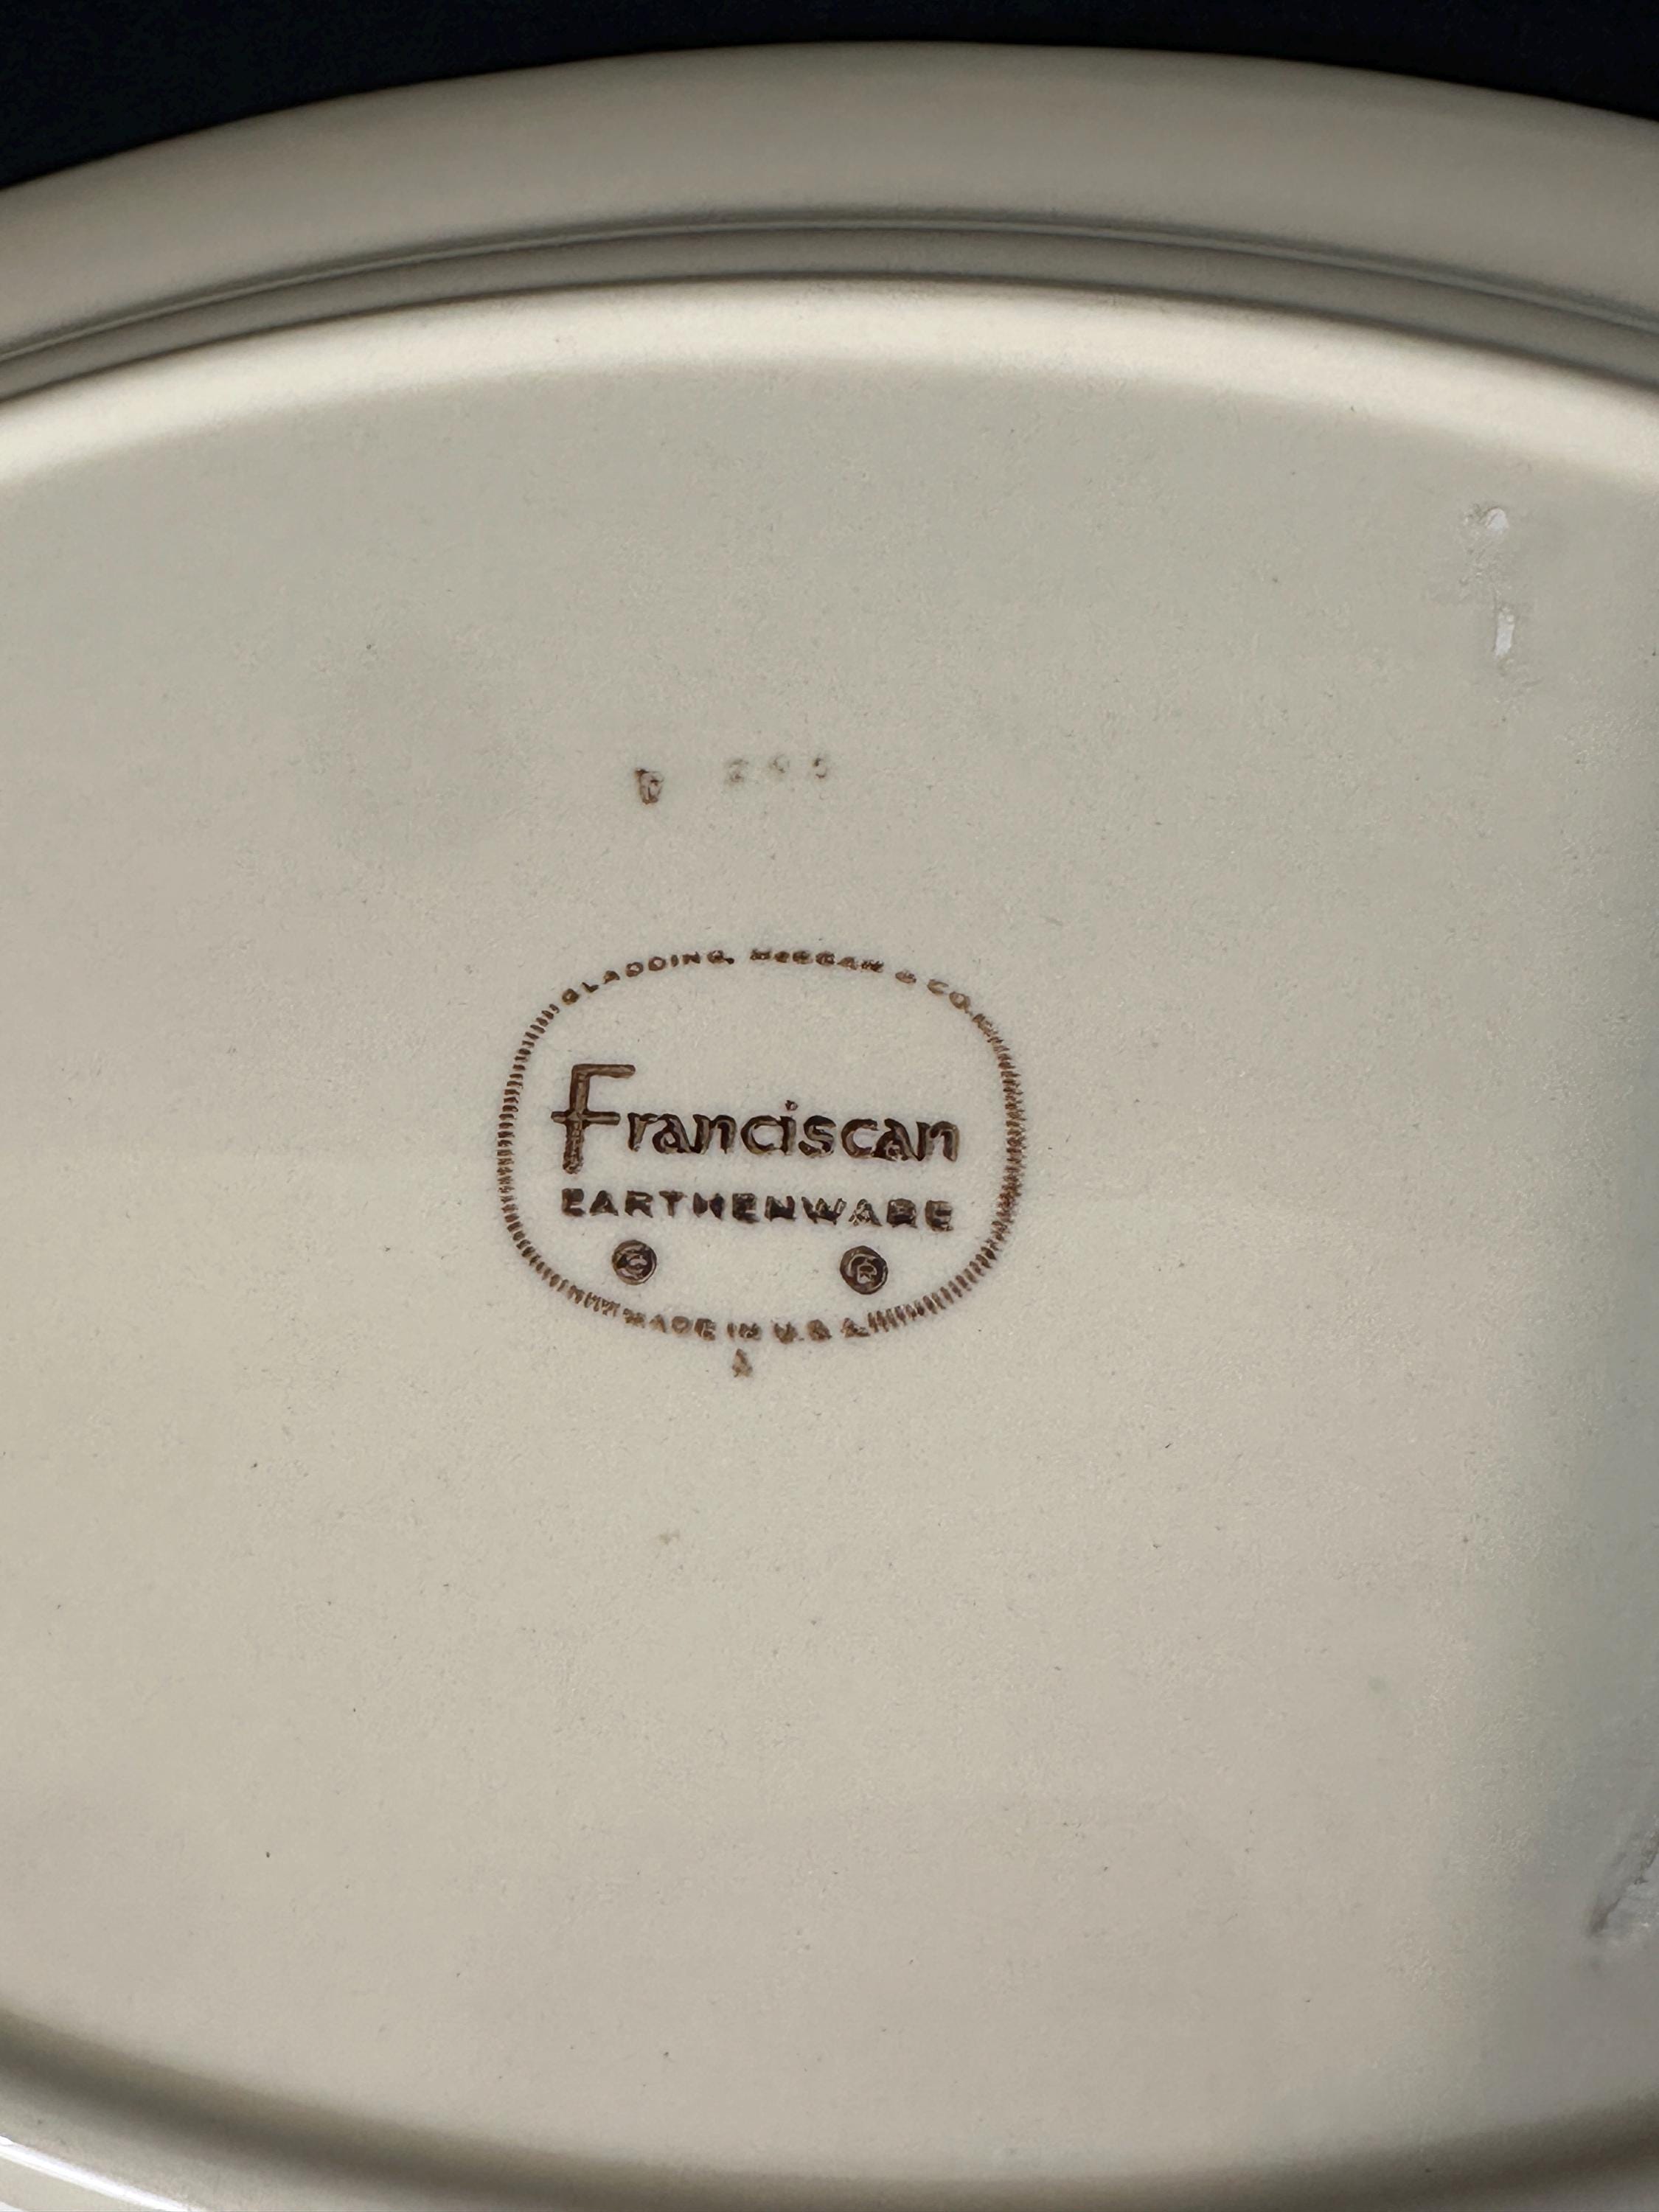 GLADDING, McBEAN & CO.
Franciscan
EARTHENWARE
© ®
MADE IN U.S.A.